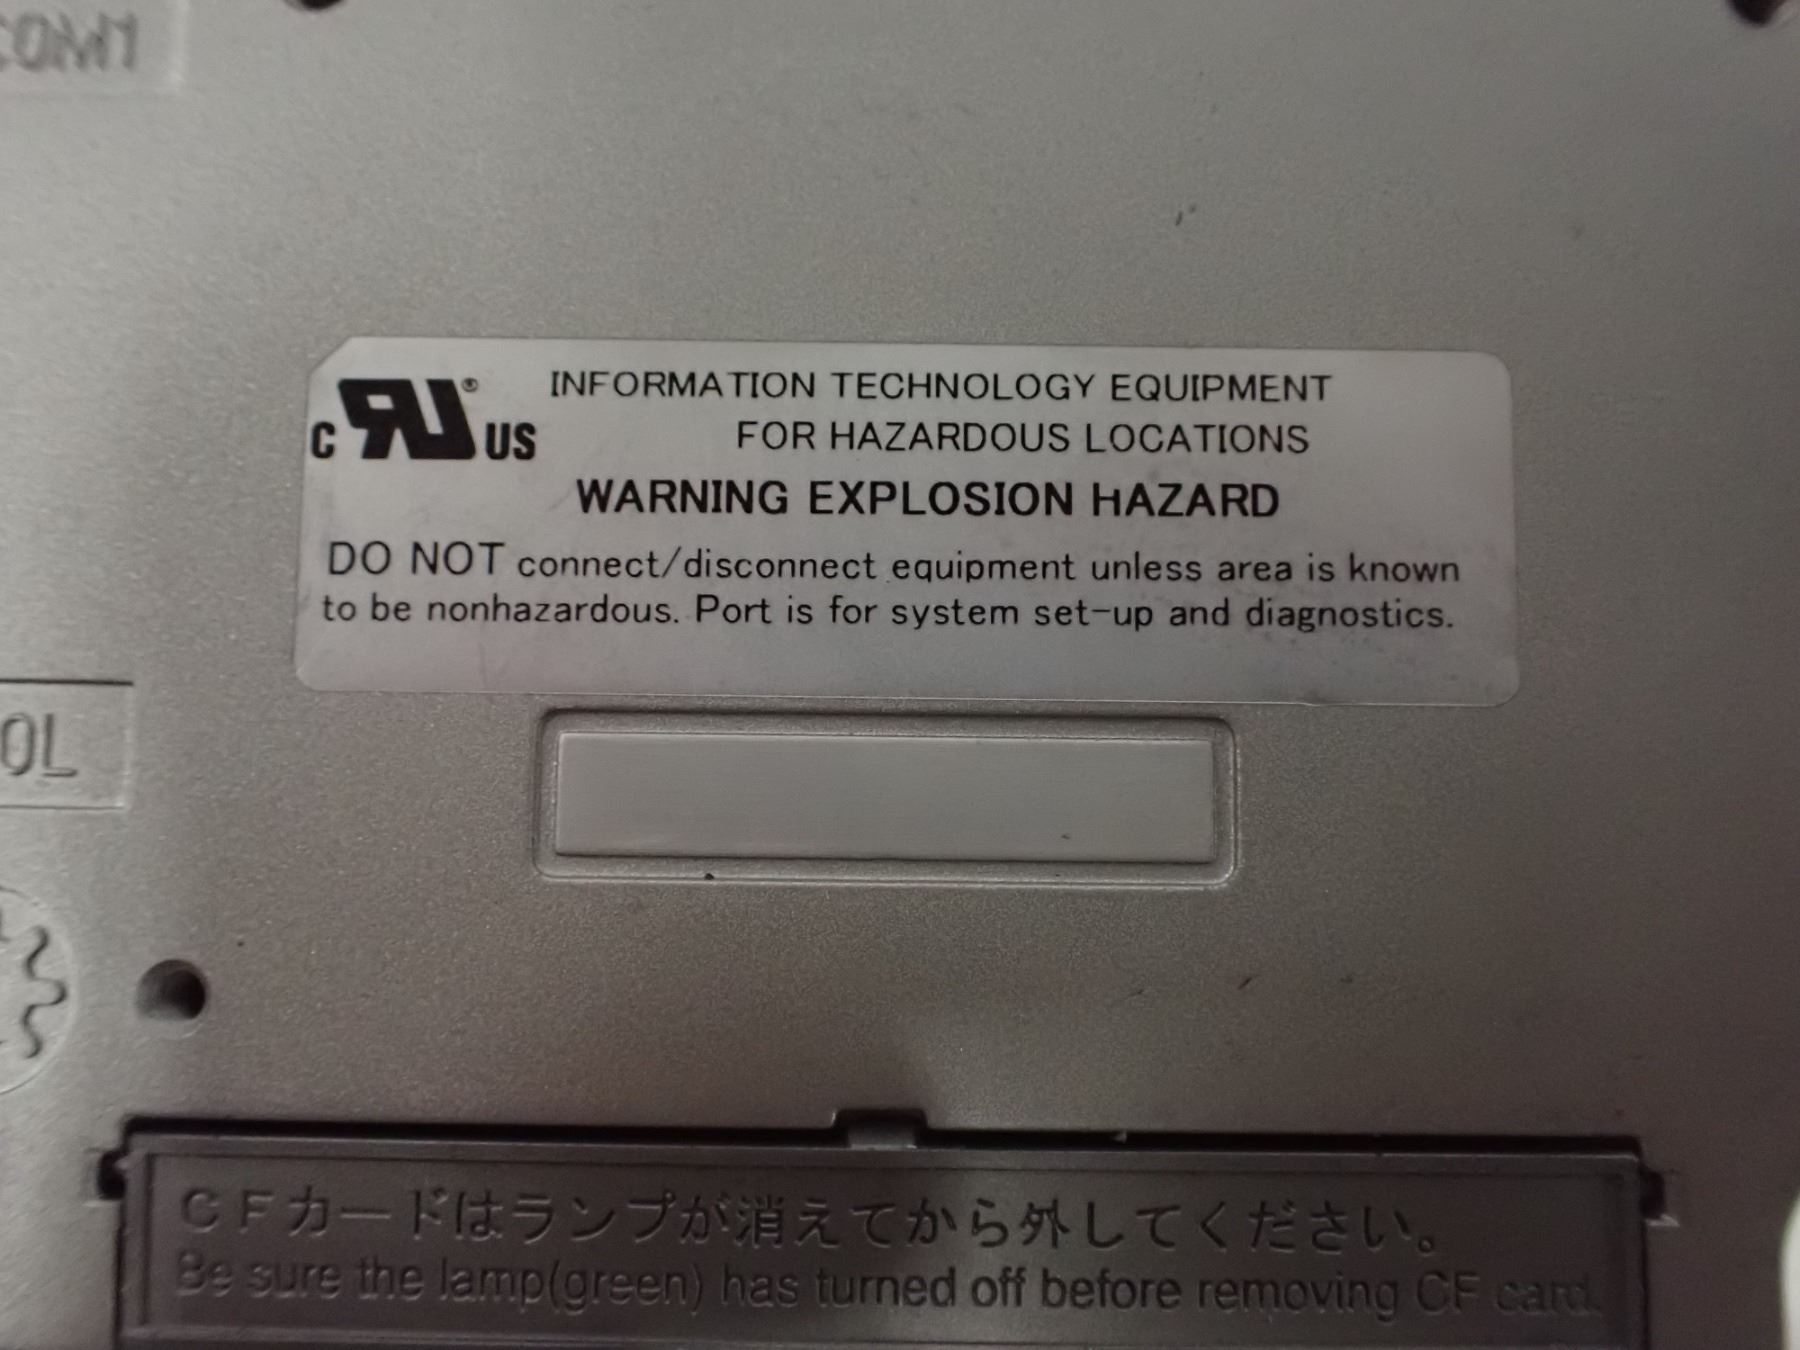 COM1
INFORMATION TECHNOLOGY EQUIPMENT
FOR HAZARDOUS LOCATIONS
C RU ® US
WARNING EXPLOSION HAZARD
DO NOT connect/disconnect equipment unless area is known
to be nonhazardous. Port is for system set-up and diagnostics.
OL
CFカードはランプが消えてから外してください。
Be sure the lamp(green) has turned off before removing CF card.